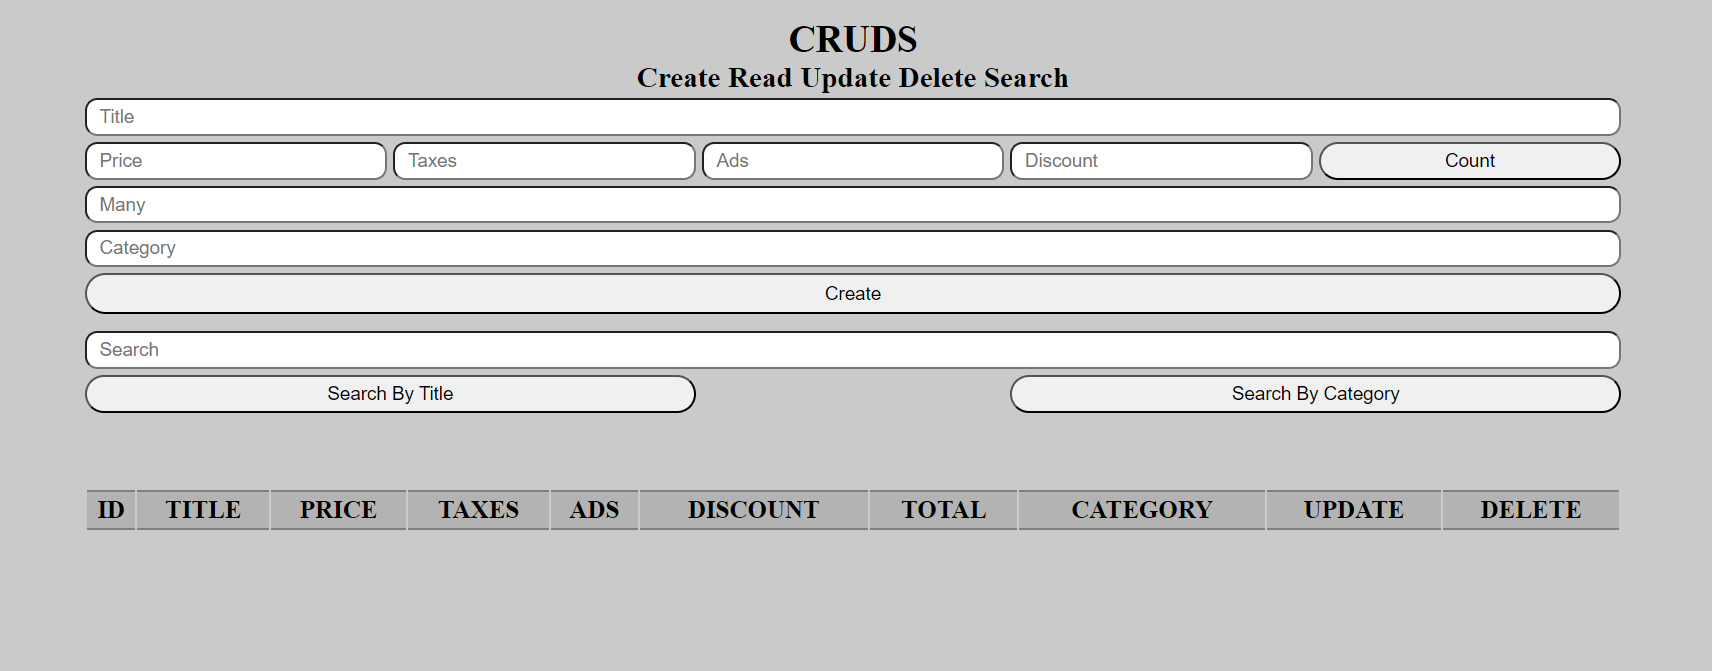 CRUDS
Create Read Update Delete Search
Title
Price Taxes Ads Discount Count
Many
Category
Create
Search
Search By Title Search By Category
ID TITLE PRICE TAXES ADS DISCOUNT TOTAL CATEGORY UPDATE DELETE